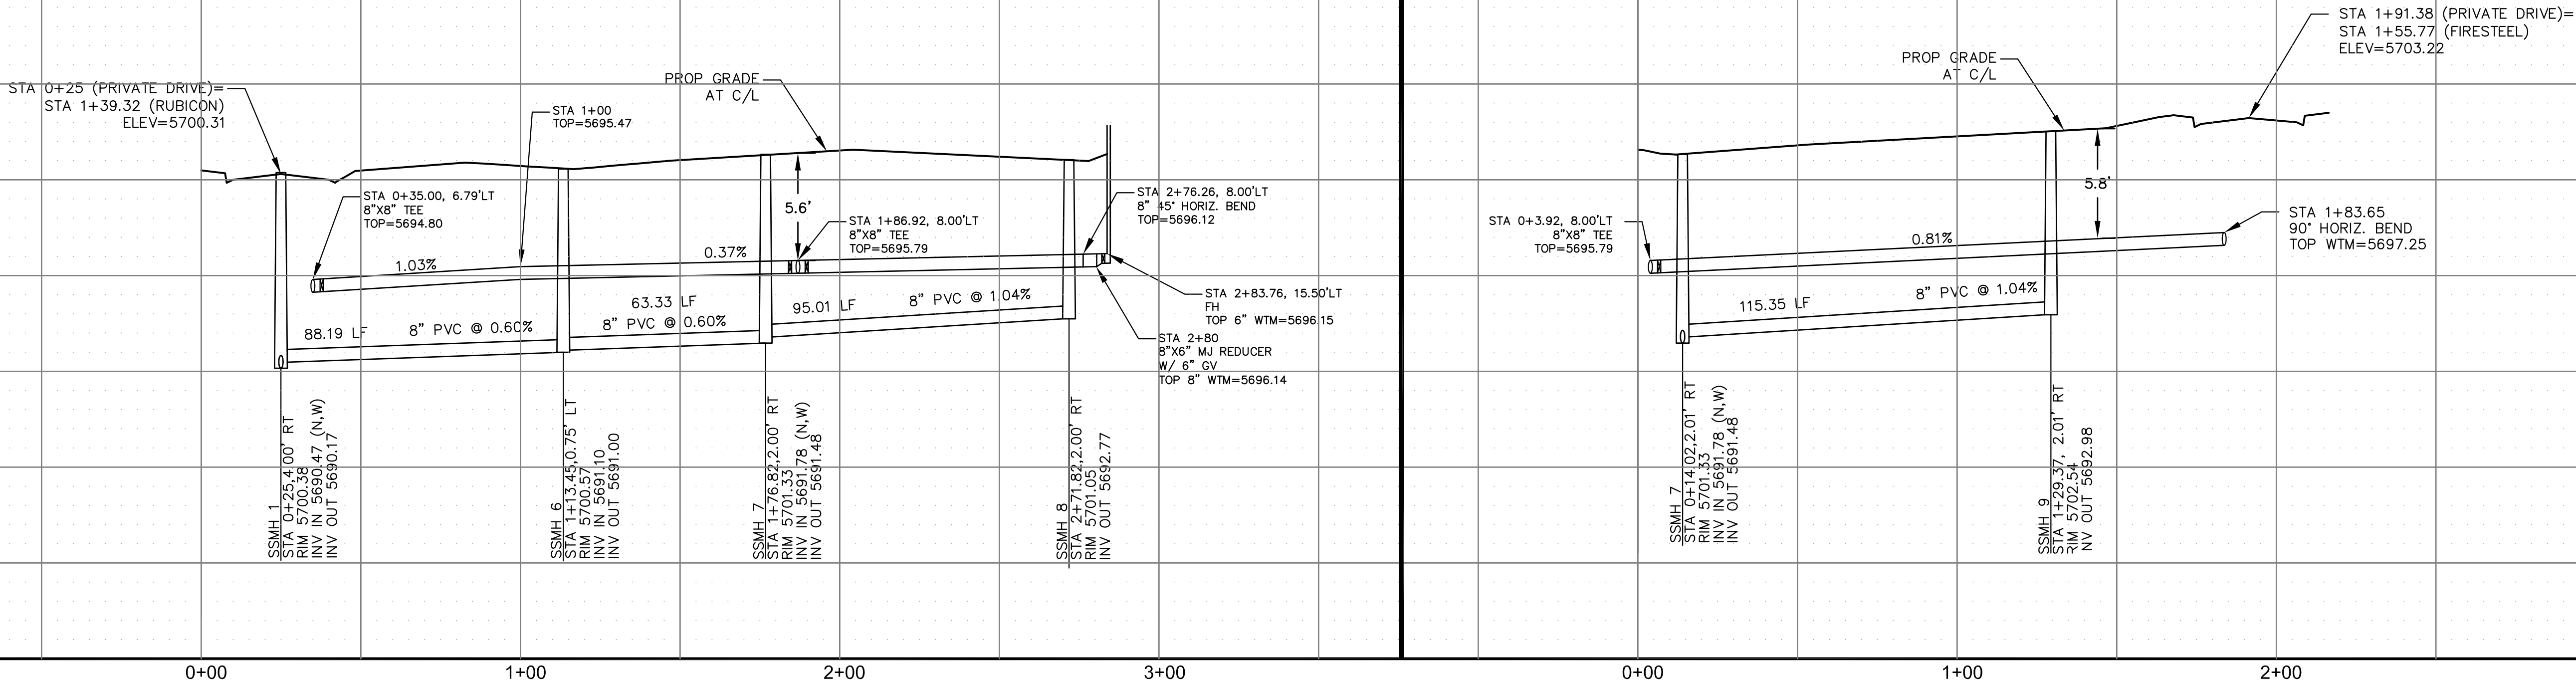 STA 0+25 (PRIVATE DRIVE)=
STA 1+39.32 (RUBICON)
ELEV=5700.31
STA 0+35.00, 6.79'LT
8"X8" TEE
TOP=5694.80
STA 1+00
TOP=5695.47
PROP GRADE
AT C/L
5.6'
STA 1+86.92, 8.00'LT
8"X8" TEE
TOP=5695.79
STA 2+76.26, 8.00'LT
8" 45° HORIZ. BEND
TOP=5696.12
STA 2+83.76, 15.50'LT
FH
TOP 6" WTM=5696.15
STA 2+80
8"X6" MJ REDUCER
W/ 6" GV
TOP 8" WTM=5696.14
1.03%
0.37%
88.19 LF 8" PVC @ 0.60%
63.33 LF
8" PVC @ 0.60%
95.01 LF 8" PVC @ 1.04%
SSMH 1
STA 0+25,4.00' RT
RIM 5700.38
INV IN 5690.47 (N,W)
INV OUT 5690.17
SSMH 6
STA 1+13.45,0.75' LT
RIM 5700.57
INV IN 5691.10
INV OUT 5691.00
SSMH 7
STA 1+76.82,2.00' RT
RIM 5701.33
INV IN 5691.78 (N,W)
INV OUT 5691.48
SSMH 8
STA 2+71.82,2.00' RT
RIM 5701.05
INV OUT 5692.77
0+00 1+00 2+00 3+00
STA 1+91.38 (PRIVATE DRIVE)=
STA 1+55.77 (FIRESTEEL)
ELEV=5703.22
PROP GRADE
AT C/L
5.8'
STA 0+3.92, 8.00'LT
8"X8" TEE
TOP=5695.79
STA 1+83.65
90° HORIZ. BEND
TOP WTM=5697.25
0.81%
115.35 LF 8" PVC @ 1.04%
SSMH 7
STA 0+14.02,2.01' RT
RIM 5701.33
INV IN 5691.78 (N,W)
INV OUT 5691.48
SSMH 9
STA 1+29.37, 2.01' RT
RIM 5702.54
NV OUT 5692.98
0+00 1+00 2+00